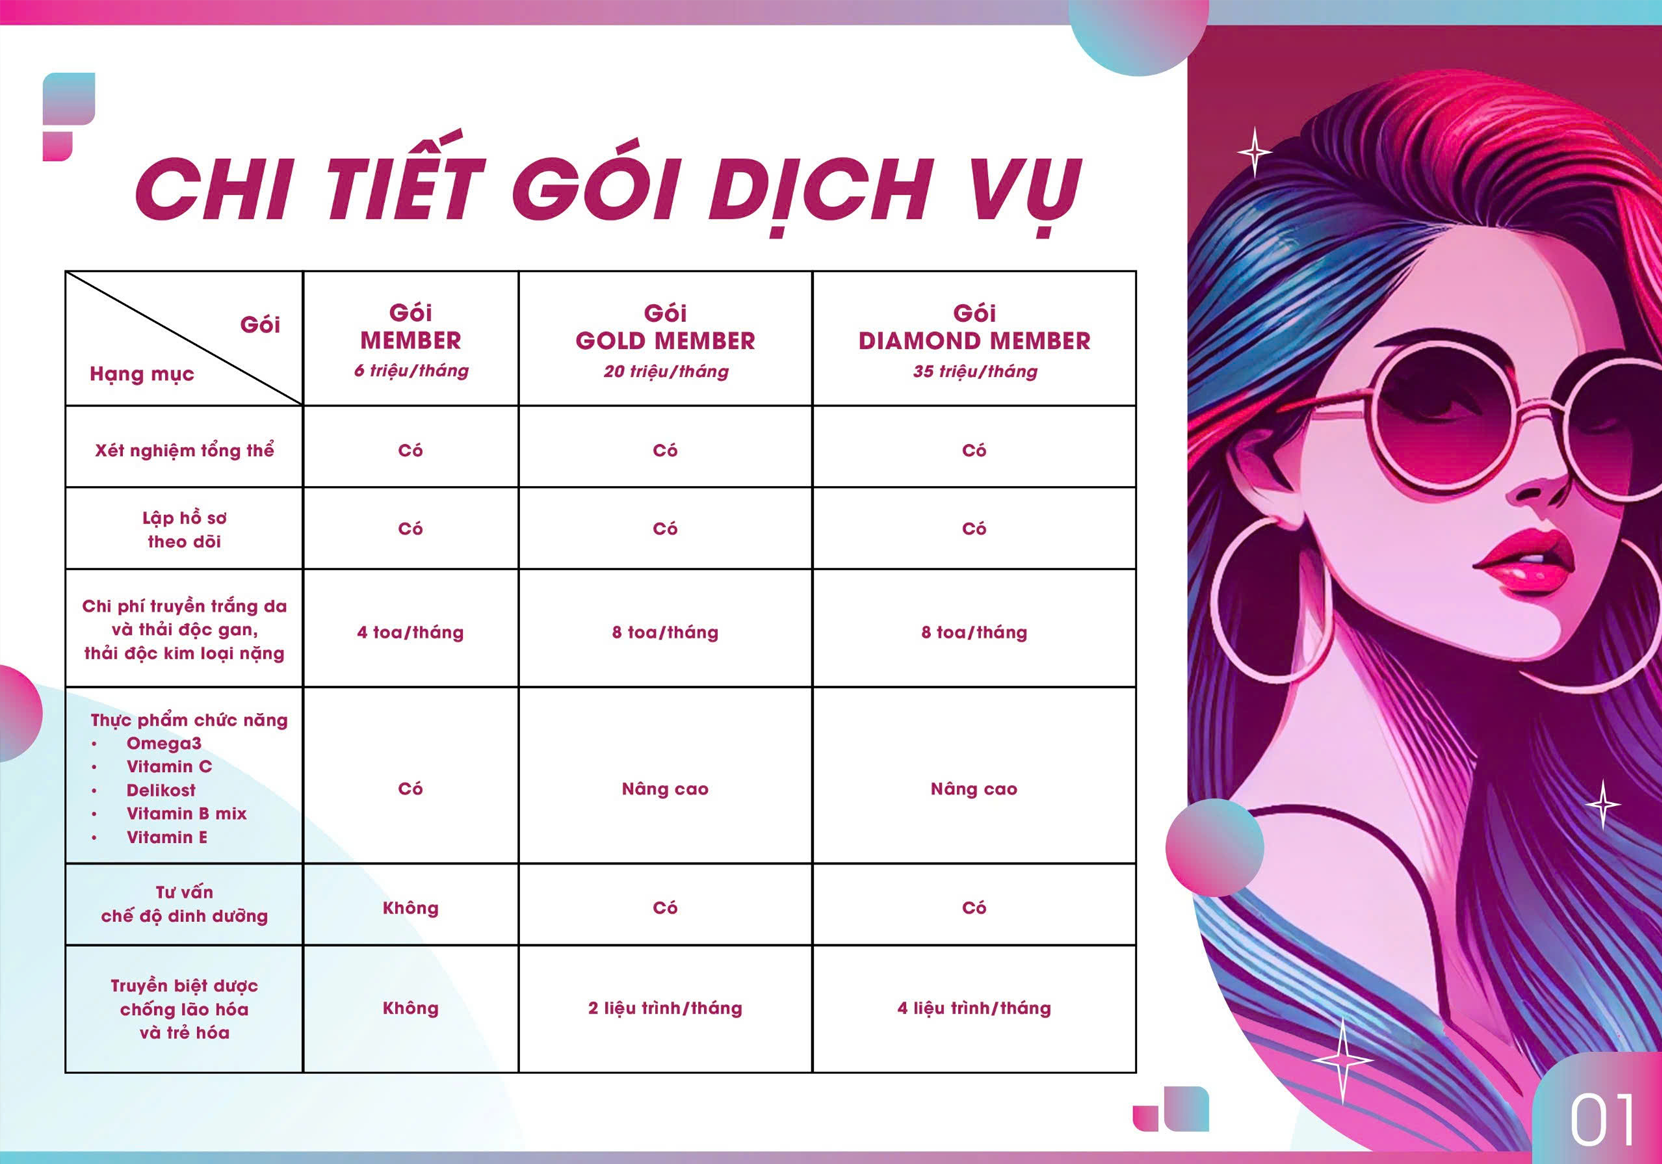 CHI TIẾT GÓI DỊCH VỤ
Gói
Hạng mục
Gói
MEMBER
6 triệu/tháng
Gói
GOLD MEMBER
20 triệu/tháng
Gói
DIAMOND MEMBER
35 triệu/tháng
Xét nghiệm tổng thể
Có
Có
Có
Lập hồ sơ
theo dõi
Có
Có
Có
Chi phí truyền trắng da
và thải độc gan,
thải độc kim loại nặng
4 toa/tháng
8 toa/tháng
8 toa/tháng
Thực phẩm chức năng
• Omega3
• Vitamin C
• Delikost
• Vitamin B mix
• Vitamin E
Có
Nâng cao
Nâng cao
Tư vấn
chế độ dinh dưỡng
Không
Có
Có
Truyền biệt dược
chống lão hóa
và trẻ hóa
Không
2 liệu trình/tháng
4 liệu trình/tháng
01